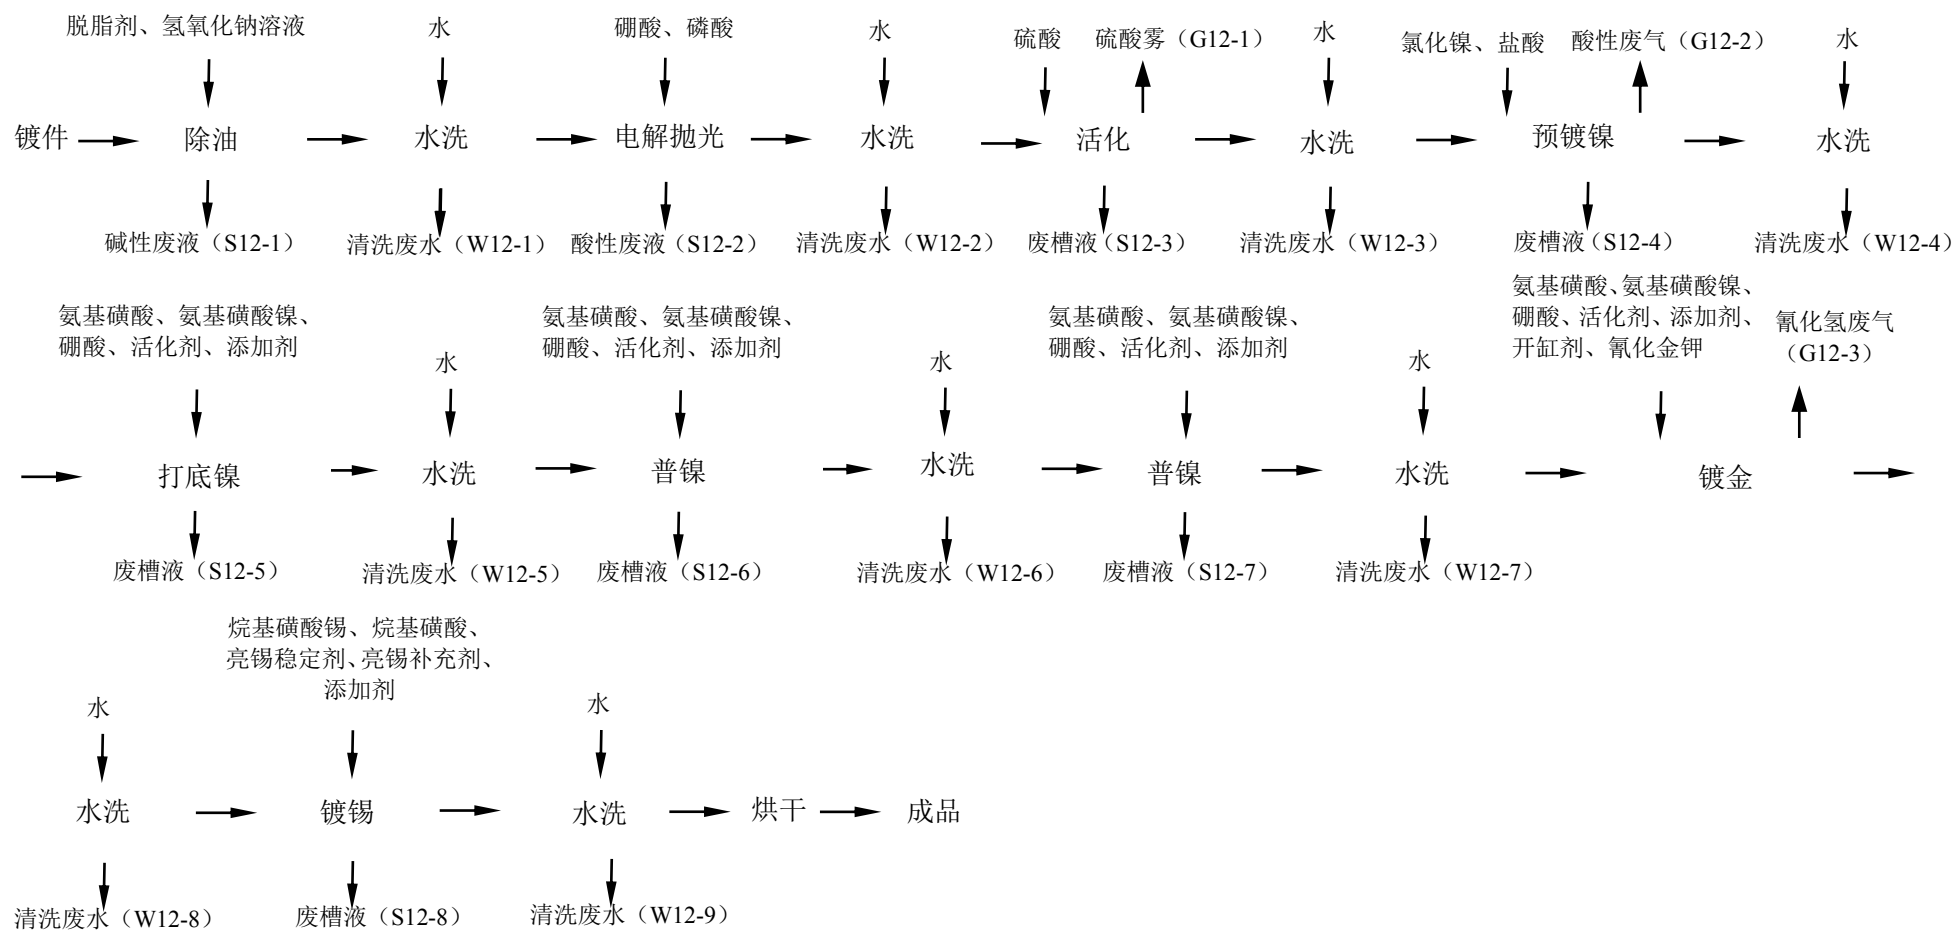 脱脂剂、氢氧化钠溶液
水
硼酸、磷酸
水
硫酸
硫酸雾（G12-1）
水
氯化镍、盐酸
酸性废气（G12-2）
水
镀件
除油
水洗
电解抛光
水洗
活化
水洗
预镀镍
水洗
碱性废液（S12-1）
清洗废水（W12-1）
酸性废液（S12-2）
清洗废水（W12-2）
废槽液（S12-3）
清洗废水（W12-3）
废槽液（S12-4）
清洗废水（W12-4）
氨基磺酸、氨基磺酸镍、
硼酸、活化剂、添加剂
水
氨基磺酸、氨基磺酸镍、
硼酸、活化剂、添加剂
水
氨基磺酸、氨基磺酸镍、
硼酸、活化剂、添加剂
水
氨基磺酸、氨基磺酸镍、
硼酸、活化剂、添加剂、
开缸剂、氰化金钾
氰化氢废气
（G12-3）
打底镍
水洗
普镍
水洗
普镍
水洗
镀金
废槽液（S12-5）
清洗废水（W12-5）
废槽液（S12-6）
清洗废水（W12-6）
废槽液（S12-7）
清洗废水（W12-7）
水
烷基磺酸锡、烷基磺酸、
亮锡稳定剂、亮锡补充剂、
添加剂
水
水洗
镀锡
水洗
烘干
成品
清洗废水（W12-8）
废槽液（S12-8）
清洗废水（W12-9）